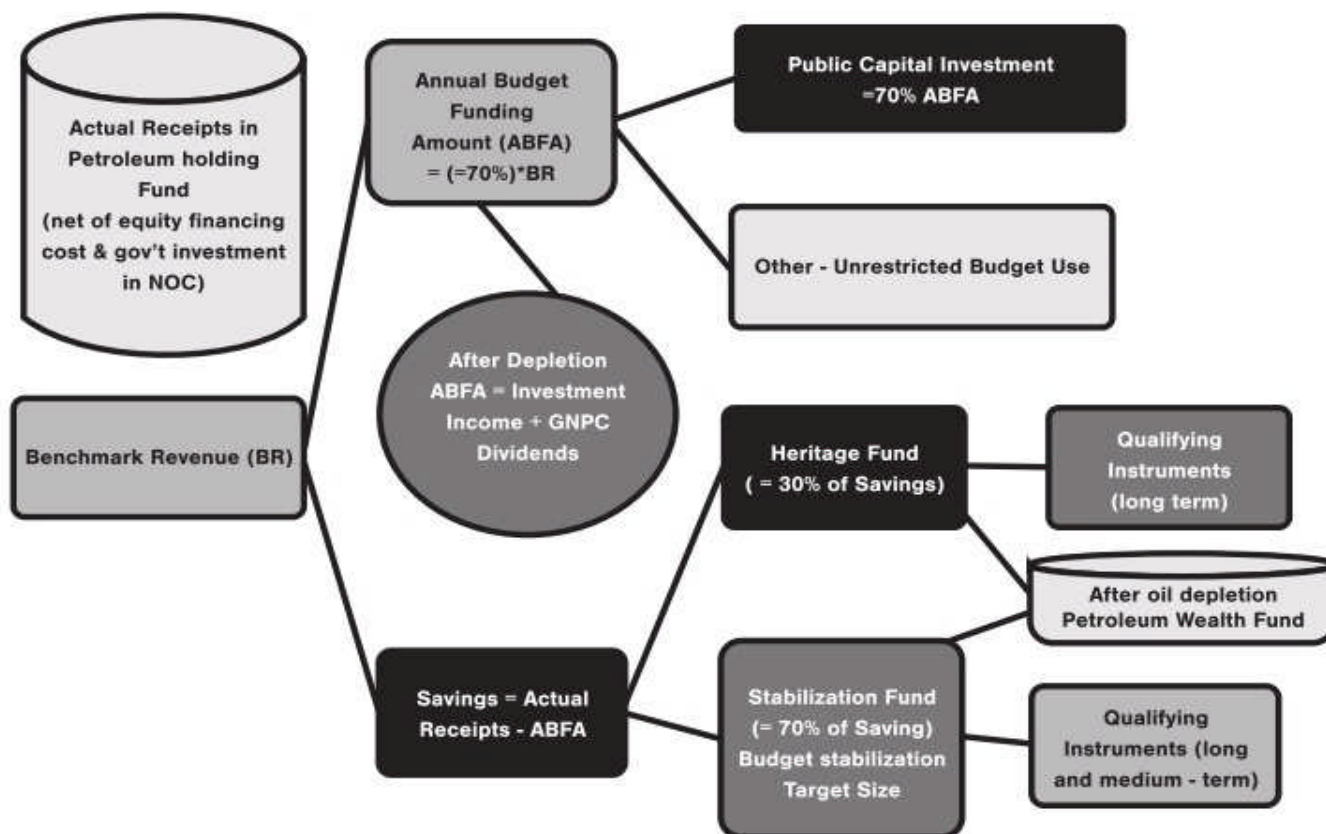 Actual Receipts in
Petroleum holding
Fund
(net of equity financing
cost & gov't investment
in NOC)
Benchmark Revenue (BR)
Annual Budget
Funding
Amount (ABFA)
= (=70%)*BR
After Depletion
ABFA = Investment
Income + GNPC
Dividends
Savings = Actual
Receipts - ABFA
Public Capital Investment
=70% ABFA
Other - Unrestricted Budget Use
Heritage Fund
( = 30% of Savings)
Stabilization Fund
(= 70% of Saving)
Budget stabilization
Target Size
Qualifying
Instruments
(long term)
After oil depletion
Petroleum Wealth Fund
Qualifying
Instruments (long
and medium - term)